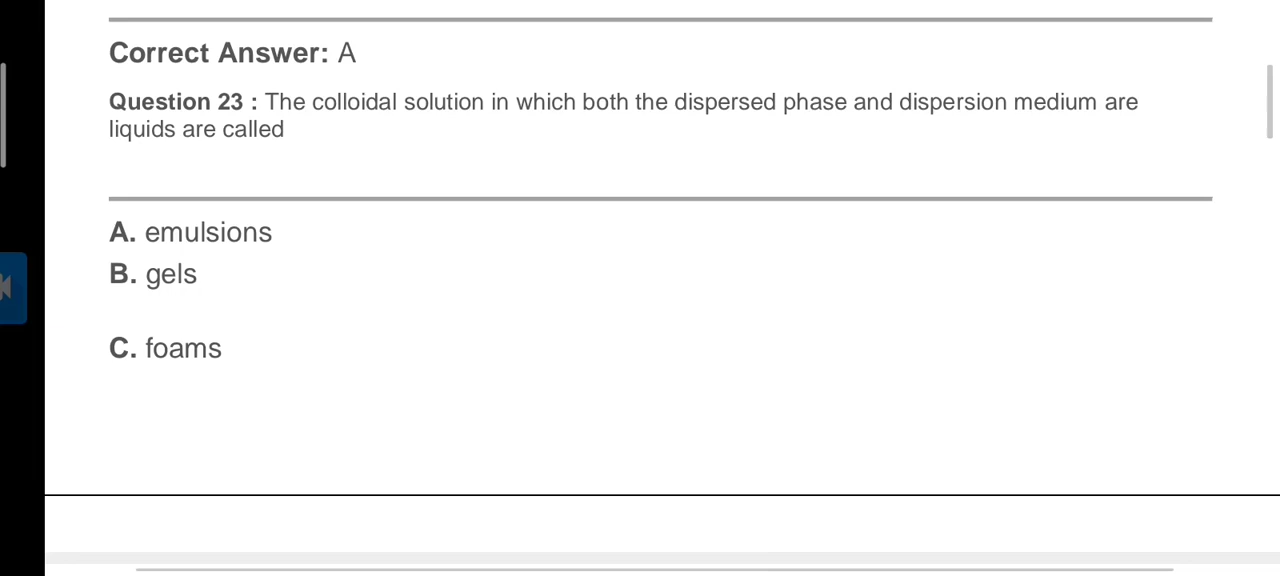 Correct Answer: A
Question 23 : The colloidal solution in which both the dispersed phase and dispersion medium are
liquids are called
A. emulsions
B. gels
C. foams